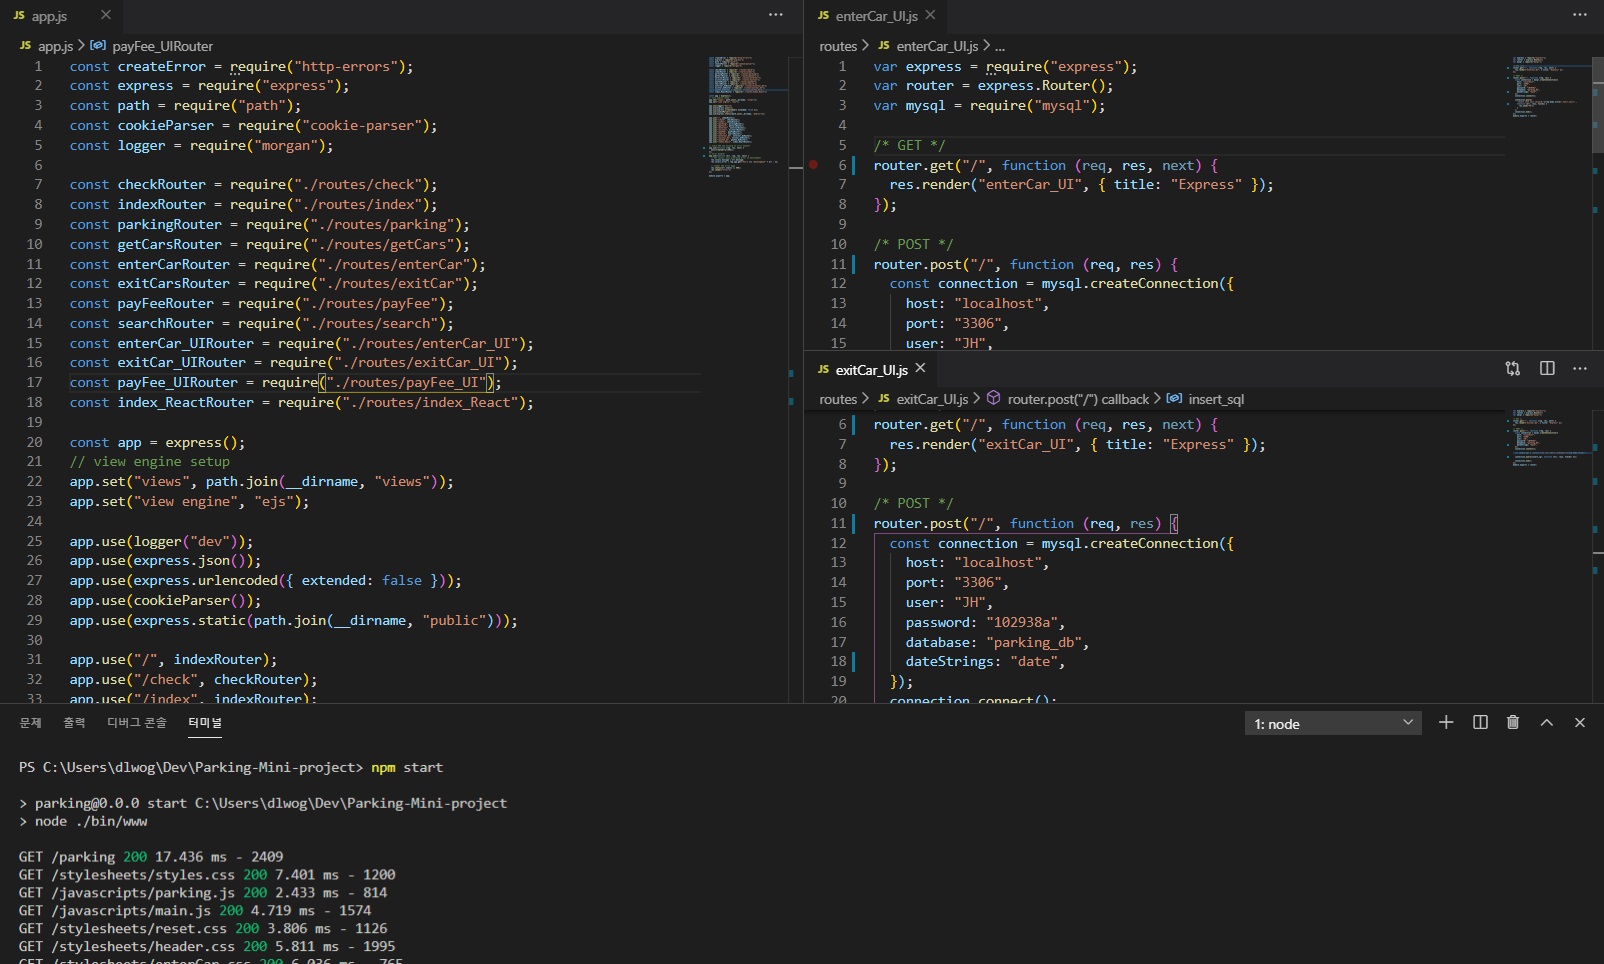 JS app.js
JS app.js > payFee_UIRouter
1 const createError = require("http-errors");
2 const express = require("express");
3 const path = require("path");
4 const cookieParser = require("cookie-parser");
5 const logger = require("morgan");
6
7 const checkRouter = require("./routes/check");
8 const indexRouter = require("./routes/index");
9 const parkingRouter = require("./routes/parking");
10 const getCarsRouter = require("./routes/getCars");
11 const enterCarRouter = require("./routes/enterCar");
12 const exitCarsRouter = require("./routes/exitCar");
13 const payFeeRouter = require("./routes/payFee");
14 const searchRouter = require("./routes/search");
15 const enterCar_UIRouter = require("./routes/enterCar_UI");
16 const exitCar_UIRouter = require("./routes/exitCar_UI");
17 const payFee_UIRouter = require("./routes/payFee_UI");
18 const index_ReactRouter = require("./routes/index_React");
19
20 const app = express();
21 // view engine setup
22 app.set("views", path.join(__dirname, "views"));
23 app.set("view engine", "ejs");
24
25 app.use(logger("dev"));
26 app.use(express.json());
27 app.use(express.urlencoded({ extended: false }));
28 app.use(cookieParser());
29 app.use(express.static(path.join(__dirname, "public")));
30
31 app.use("/", indexRouter);
32 app.use("/check", checkRouter);
33 app.use("/index", indexRouter);
JS enterCar_UI.js
routes > JS enterCar_UI.js > ...
1 var express = require("express");
2 var router = express.Router();
3 var mysql = require("mysql");
4
5 /* GET */
6 router.get("/", function (req, res, next) {
7 res.render("enterCar_UI", { title: "Express" });
8 });
9
10 /* POST */
11 router.post("/", function (req, res) {
12 const connection = mysql.createConnection({
13 host: "localhost",
14 port: "3306",
15 user: "JH",
JS exitCar_UI.js
routes > JS exitCar_UI.js > router.post("/") callback > insert_sql
6 router.get("/", function (req, res, next) {
7 res.render("exitCar_UI", { title: "Express" });
8 });
9
10 /* POST */
11 router.post("/", function (req, res) {
12 const connection = mysql.createConnection({
13 host: "localhost",
14 port: "3306",
15 user: "JH",
16 password: "102938a",
17 database: "parking_db",
18 dateStrings: "date",
19 });
20 connection.connect();
문제 출력 디버그 콘솔 터미널
1: node
PS C:\Users\dlwog\Dev\Parking-Mini-project> npm start
> parking@0.0.0 start C:\Users\dlwog\Dev\Parking-Mini-project
> node ./bin/www
GET /parking 200 17.436 ms - 2409
GET /stylesheets/styles.css 200 7.401 ms - 1200
GET /javascripts/parking.js 200 2.433 ms - 814
GET /javascripts/main.js 200 4.719 ms - 1574
GET /stylesheets/reset.css 200 3.806 ms - 1126
GET /stylesheets/header.css 200 5.811 ms - 1995
GET /stylesheets/enterCar.css 200 6.036 ms - 765